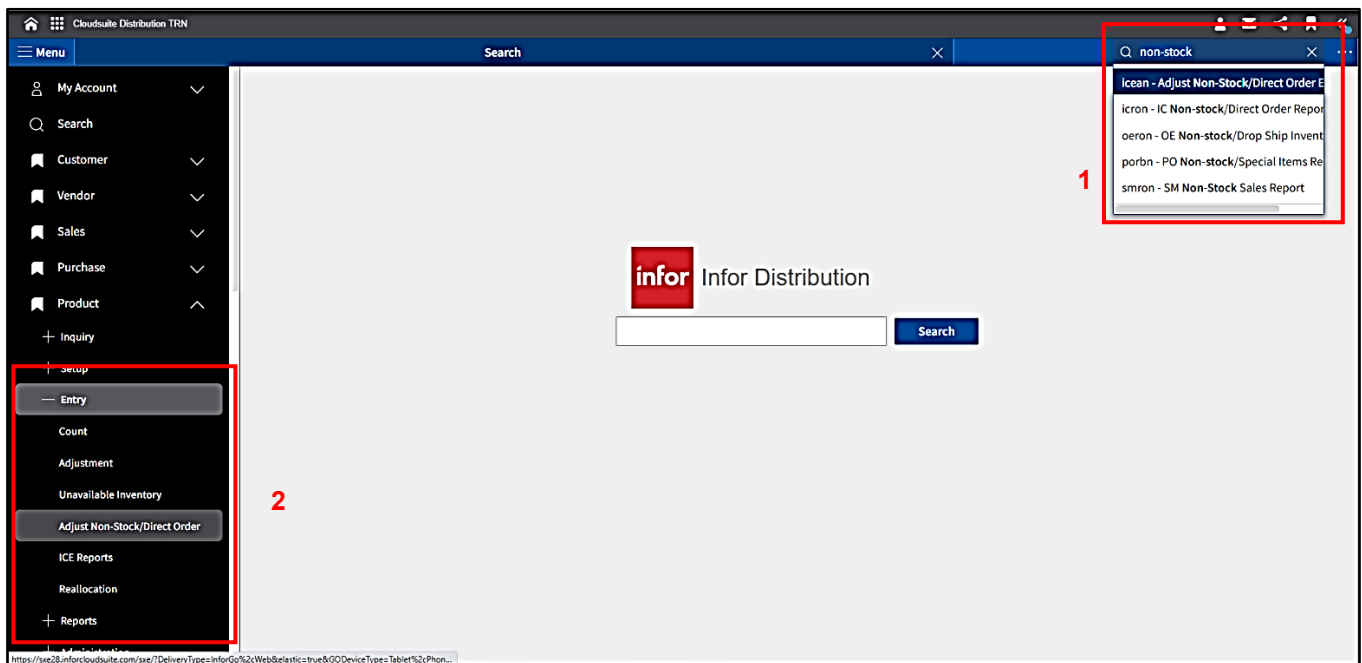 Cloudsuite Distribution TRN
Menu
Search
non-stock
My Account
Search
Customer
Vendor
Sales
Purchase
Product
Inquiry
Setup
Entry
Count
Adjustment
Unavailable Inventory
Adjust Non-Stock/Direct Order
ICE Reports
Reallocation
Reports
Administration
https://sxe28.inforcloudsuite.com/sxe/?DeliveryType=InforGo%2cWeb&elastic=true&GODeviceType=Tablet%2cPhon...
2
infor Infor Distribution
Search
1
icean - Adjust Non-Stock/Direct Order E
icron - IC Non-stock/Direct Order Repor
oeron - OE Non-stock/Drop Ship Invent
porbn - PO Non-stock/Special Items Re
smron - SM Non-Stock Sales Report